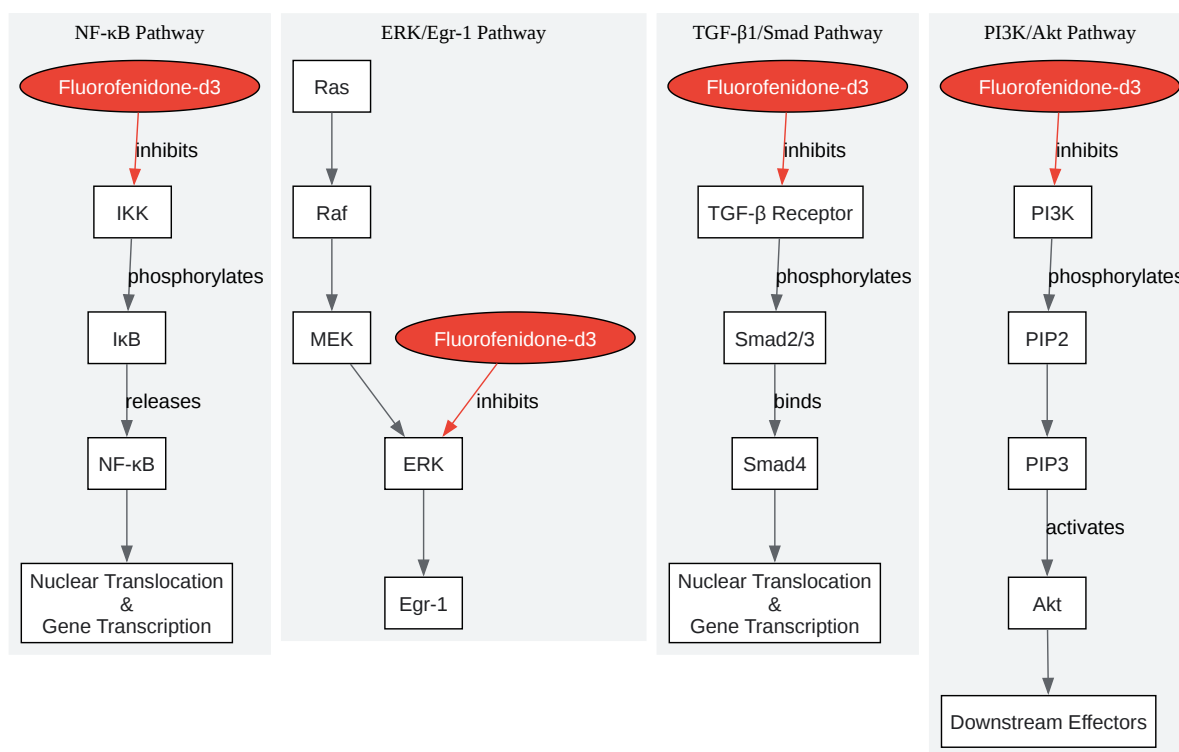 NF-κB Pathway
Fluorofenidone-d3
inhibits
IKK
phosphorylates
IκB
releases
NF-κB
Nuclear Translocation
&
Gene Transcription
ERK/Egr-1 Pathway
Ras
Raf
MEK
Fluorofenidone-d3
inhibits
ERK
Egr-1
TGF-β1/Smad Pathway
Fluorofenidone-d3
inhibits
TGF-β Receptor
phosphorylates
Smad2/3
binds
Smad4
Nuclear Translocation
&
Gene Transcription
PI3K/Akt Pathway
Fluorofenidone-d3
inhibits
PI3K
phosphorylates
PIP2
PIP3
activates
Akt
Downstream Effectors